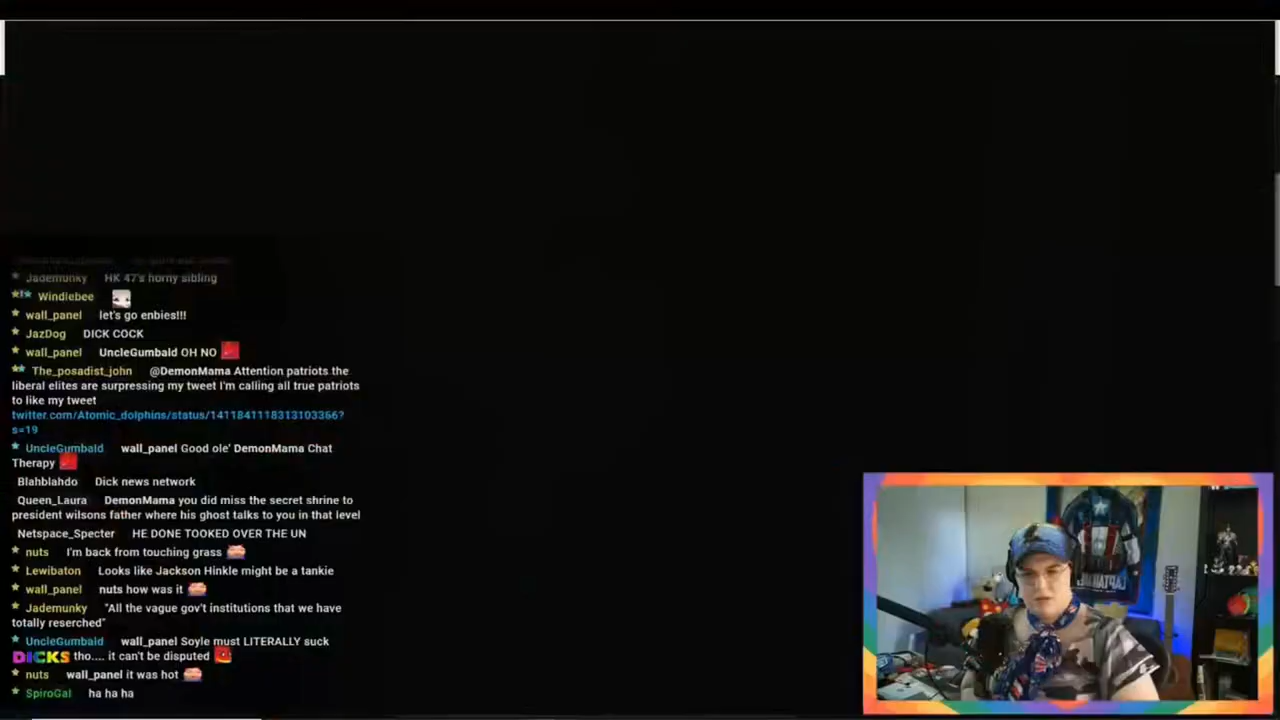 Jademunky HK 47's horny sibling
Windlebee
wall_panel let's go enbies!!!
JazDog DICK COCK
wall_panel UncleGumbald OH NO
The_posadist_john @DemonMama Attention patriots the
liberal elites are surpressing my tweet I'm calling all true patriots
to like my tweet
twitter.com/Atomic_dolphins/status/1411841118313103366?
s=19
UncleGumbald wall_panel Good ole' DemonMama Chat
Therapy
Blahblahdo Dick news network
Queen_Laura DemonMama you did miss the secret shrine to
president wilsons father where his ghost talks to you in that level
Netspace_Specter HE DONE TOOKED OVER THE UN
nuts I'm back from touching grass
Lewibaton Looks like Jackson Hinkle might be a tankie
wall_panel nuts how was it
Jademunky "All the vague gov't institutions that we have
totally reserched"
UncleGumbald wall_panel Soyle must LITERALLY suck
DICKS tho.... it can't be disputed
nuts wall_panel it was hot
SpiroGal ha ha ha